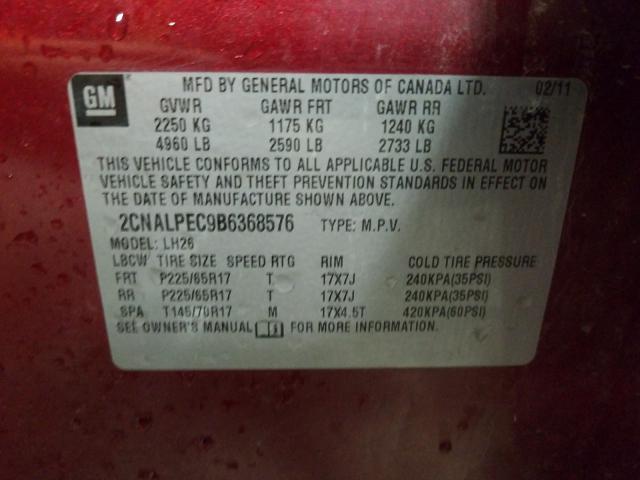 GM
MFD BY GENERAL MOTORS OF CANADA LTD. 02/11
GVWR GAWR FRT GAWR RR
2250 KG 1175 KG 1240 KG
4960 LB 2590 LB 2733 LB
THIS VEHICLE CONFORMS TO ALL APPLICABLE U.S. FEDERAL MOTOR
VEHICLE SAFETY AND THEFT PREVENTION STANDARDS IN EFFECT ON
THE DATE OF MANUFACTURE SHOWN ABOVE.
2CNALPEC9B6368576 TYPE: M.P.V.
MODEL: LH26
LBCW TIRE SIZE SPEED RTG RIM COLD TIRE PRESSURE
FRT P225/65R17 T 17X7J 240KPA(35PSI)
RR P225/65R17 T 17X7J 240KPA(35PSI)
SPA T145/70R17 M 17X4.5T 420KPA(60PSI)
SEE OWNER'S MANUAL FOR MORE INFORMATION.